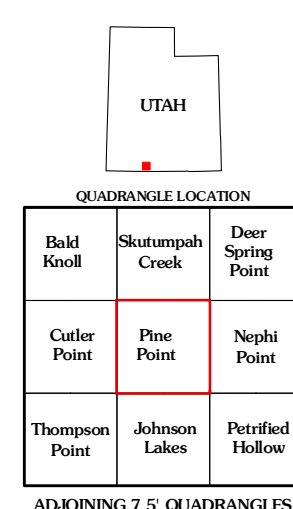 UTAH
QUADRANGLE LOCATION
Bald Knoll
Skutumpah Creek
Deer Spring Point
Cutler Point
Pine Point
Nephi Point
Thompson Point
Johnson Lakes
Petrified Hollow
ADJOINING 7.5' QUADRANGLES